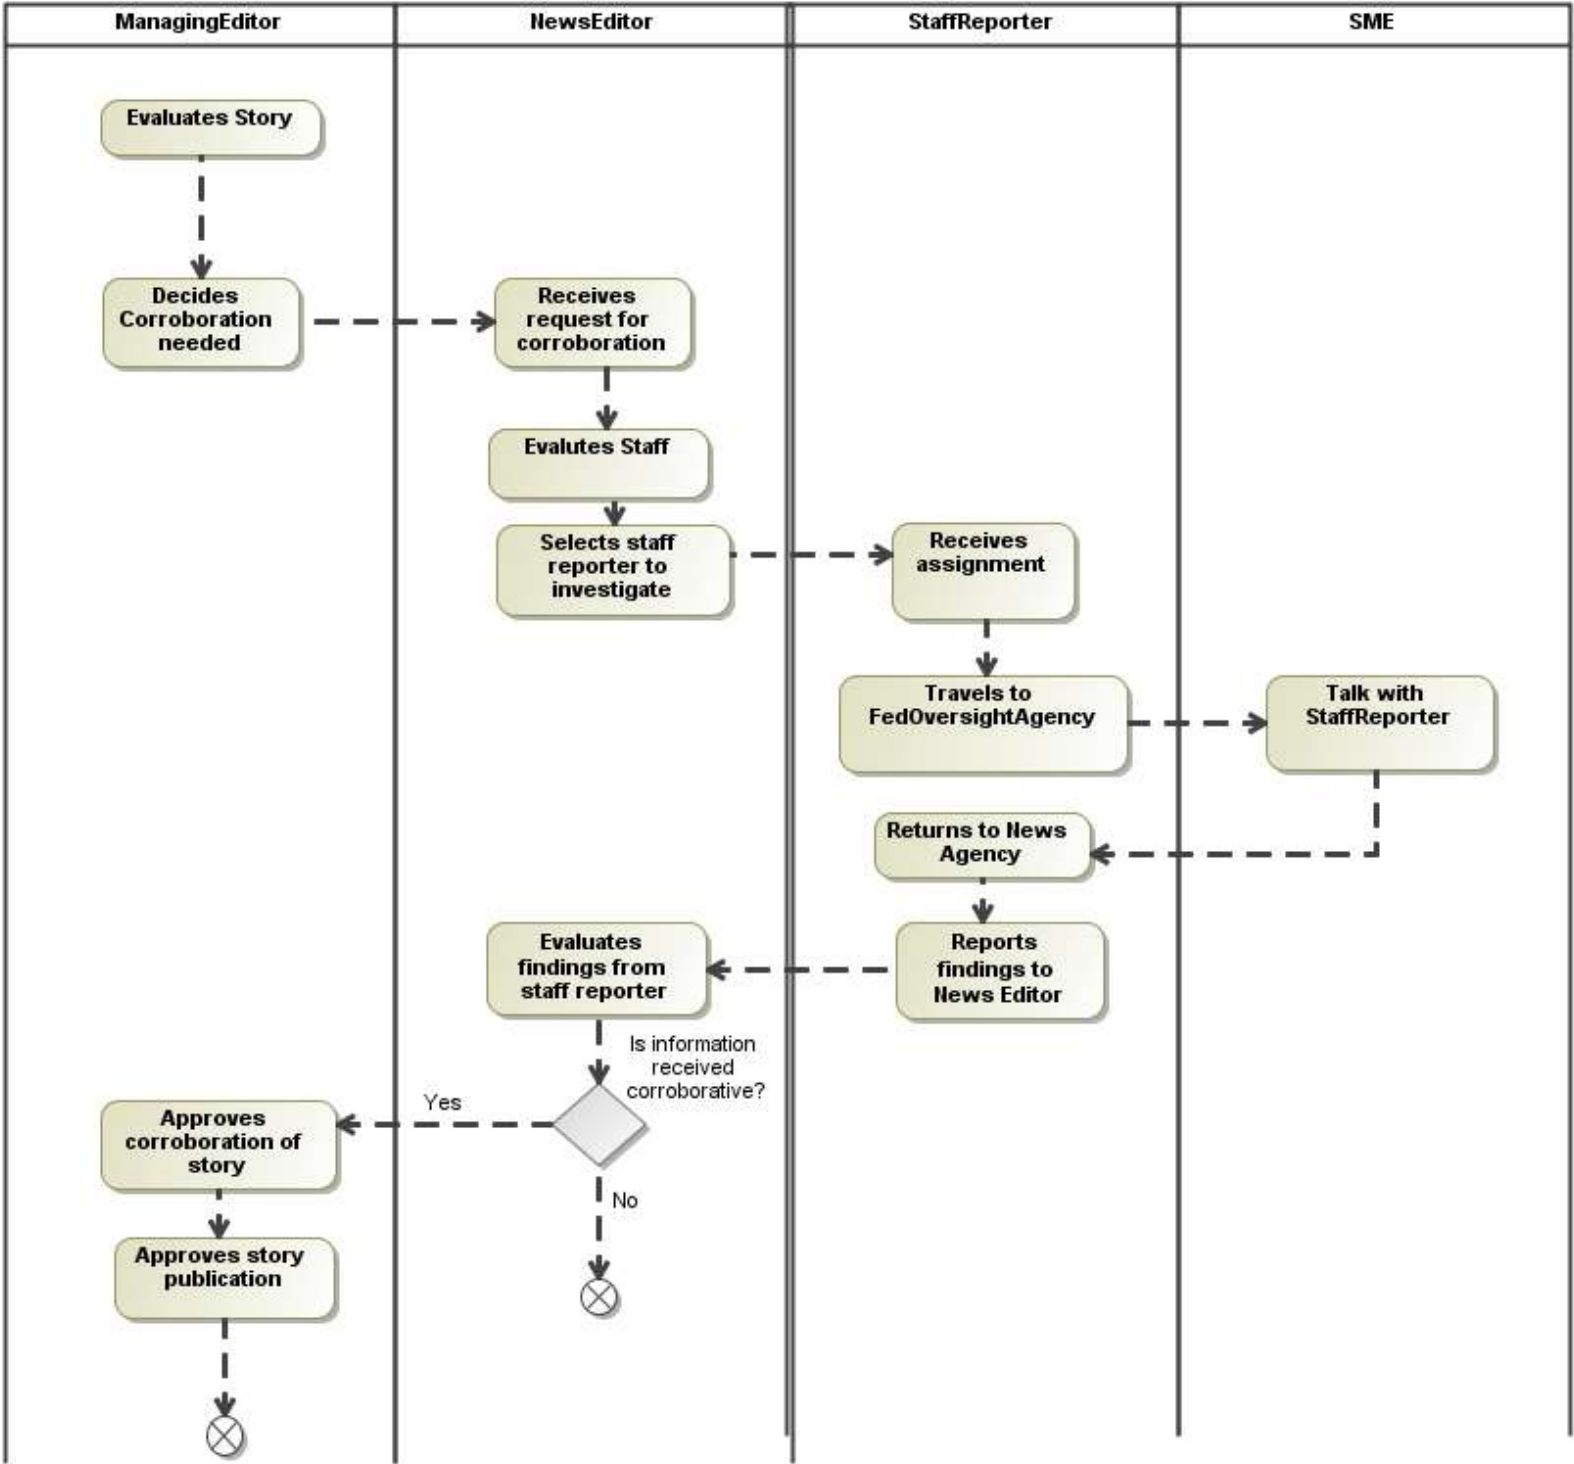 ManagingEditor
NewsEditor
StaffReporter
SME
Evaluates Story
Decides
Corroboration
needed
Receives
request for
corroboration
Evalutes Staff
Selects staff
reporter to
investigate
Receives
assignment
Travels to
FedOversightAgency
Talk with
StaffReporter
Returns to News
Agency
Reports
findings to
News Editor
Evaluates
findings from
staff reporter
Is information
received
corroborative?
Yes
No
Approves
corroboration of
story
Approves story
publication